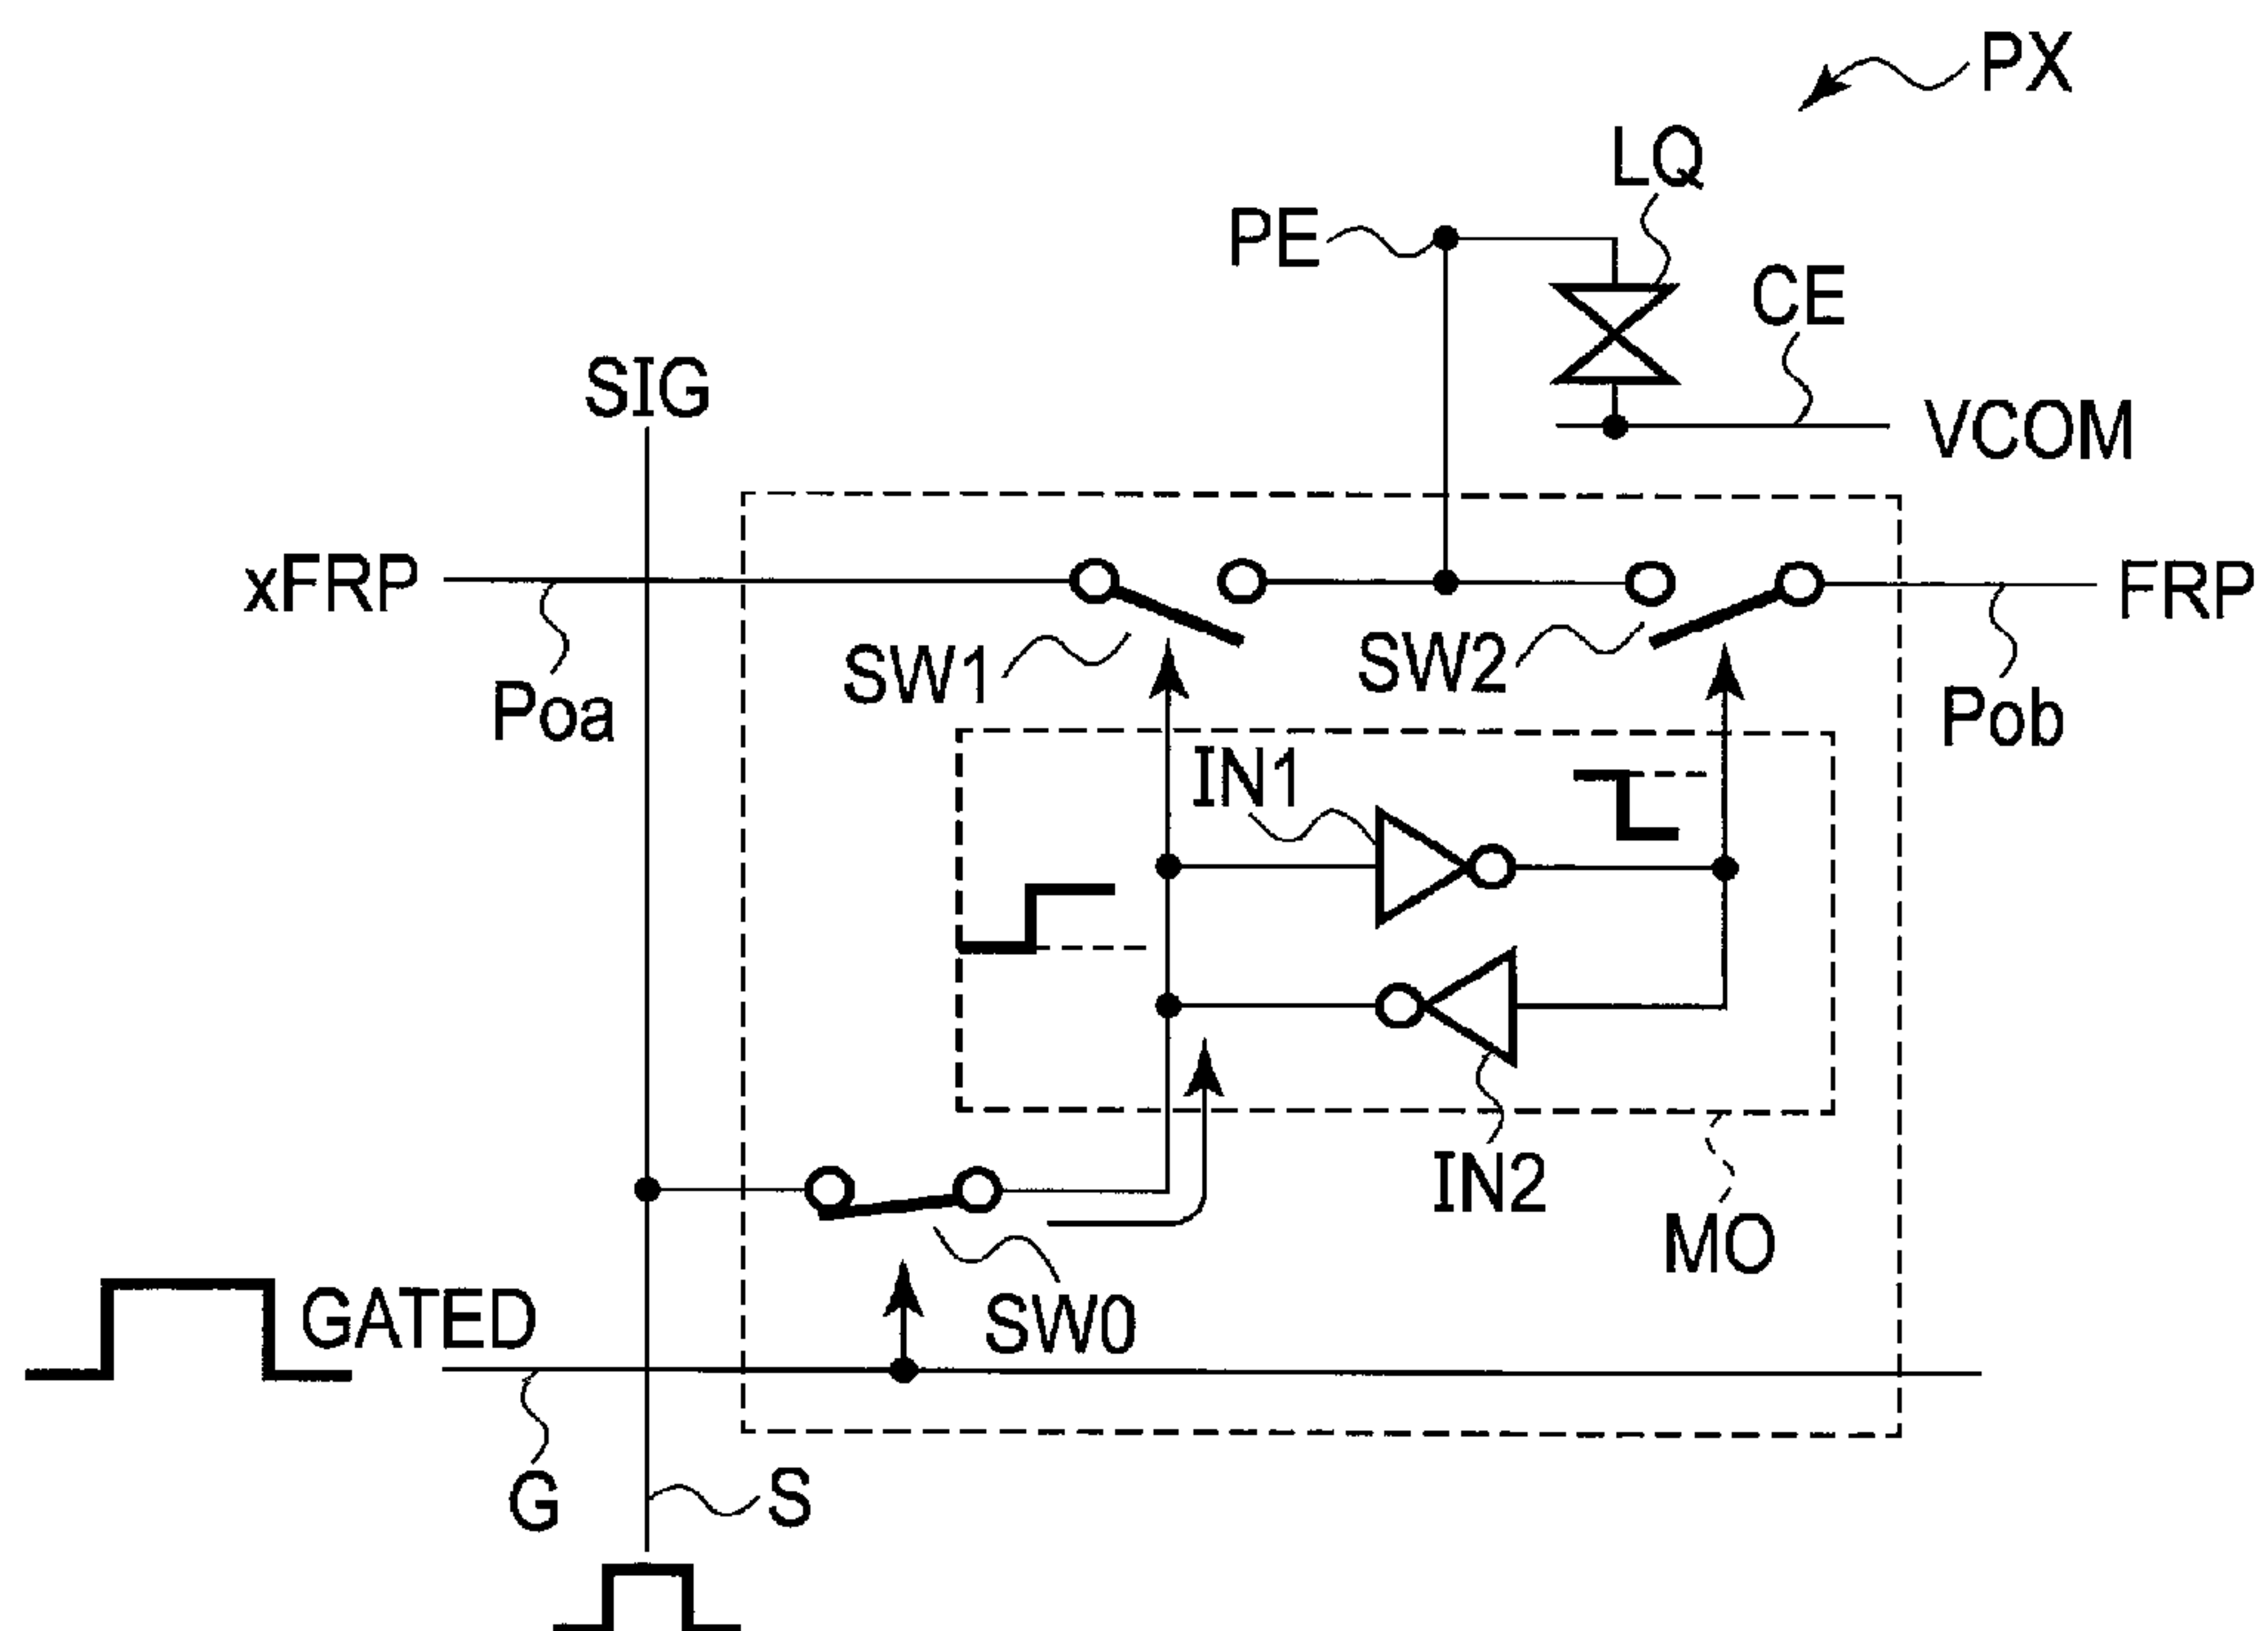 PX
LQ
PE
CE
SIG
VCOM
xFRP
FRP
SW1
SW2
Poa
Pob
IN1
IN2
MO
GATED
SW0
G
S